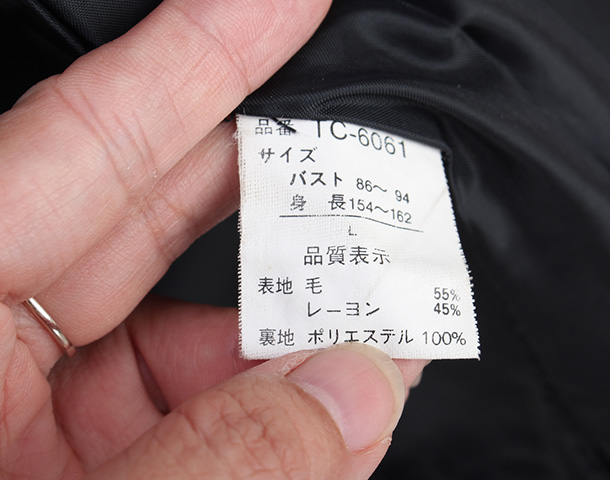 品番 TC-6061
サイズ
バスト 86〜 94
身 長 154〜162
L
品質表示
表地 毛 55%
レーヨン 45%
裏地 ポリエステル 100%